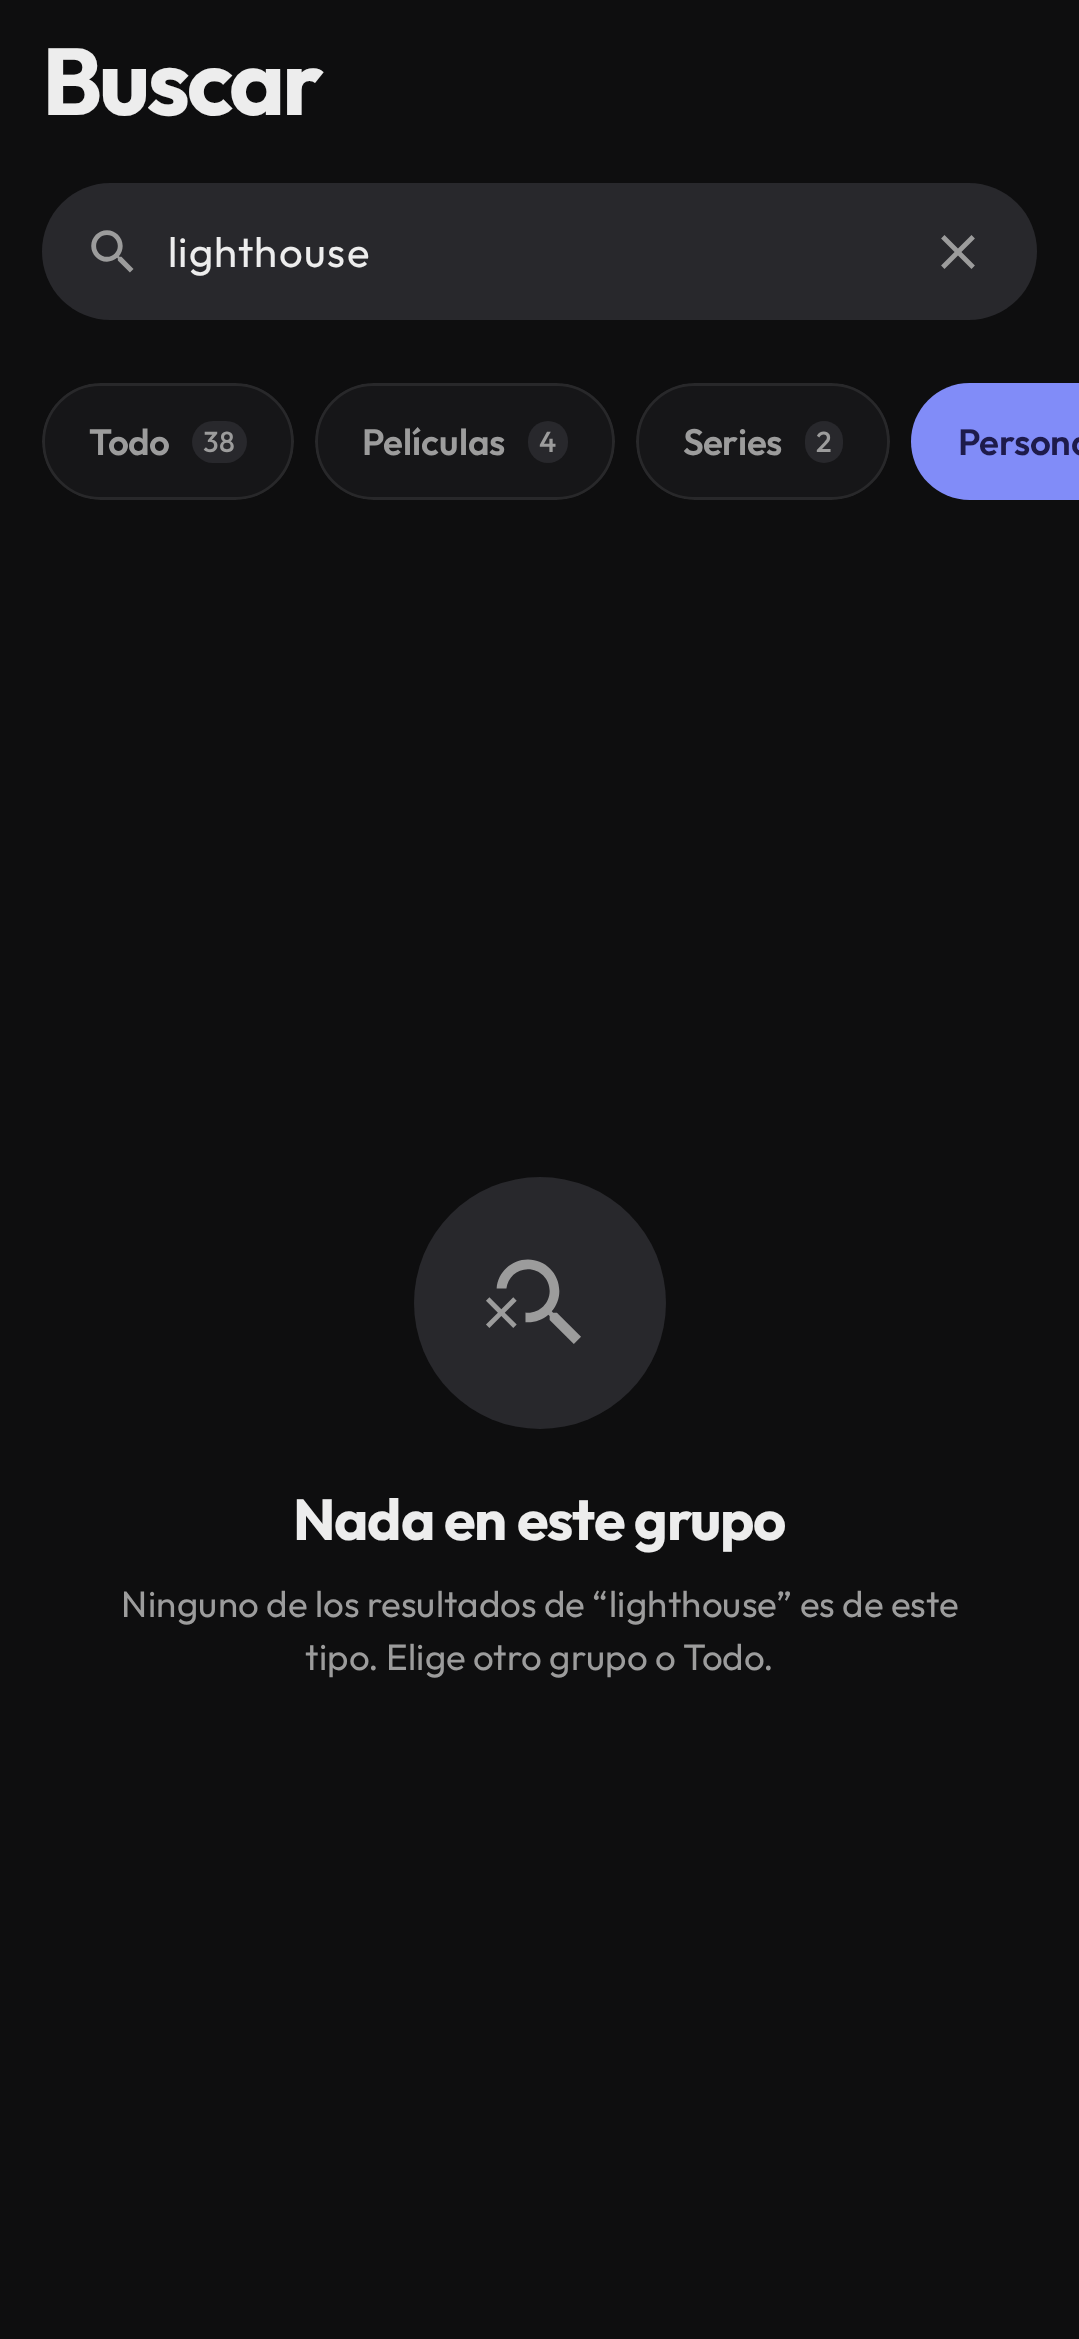 Buscar
lighthouse
Todo 38 Películas 4 Series 2
Nada en este grupo
Ninguno de los resultados de “lighthouse” es de este
tipo. Elige otro grupo o Todo.